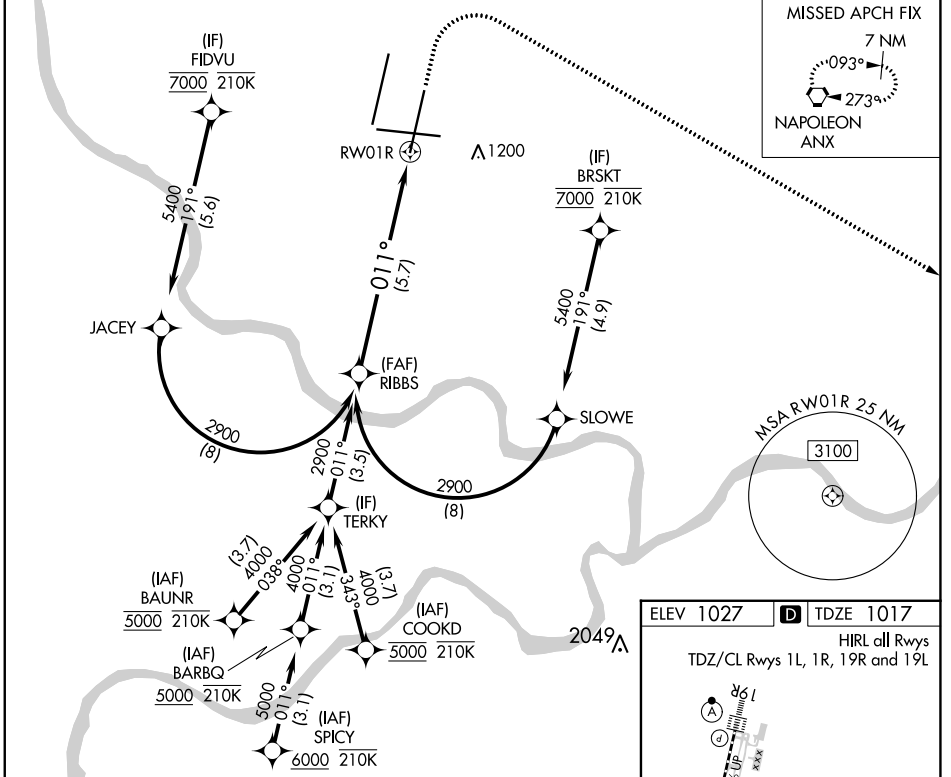 MISSED APCH FIX
7 NM
093°
273°
NAPOLEON
ANX
(IF)
FIDVU
7000 210K
5400
191°
(5.6)
RW01R
1200
(IF)
BRSKT
7000 210K
5400
191°
(4.9)
011°
(5.7)
JACEY
(FAF)
RIBBS
SLOWE
2900
(8)
2900
011°
(3.5)
2900
(8)
MSA RW01R 25 NM
3100
(IF)
TERKY
(3.7)
4000
038°
4000
011°
(3.1)
(3.7)
4000
343°
(IAF)
BAUNR
5000 210K
(IAF)
COOKD
5000 210K
(IAF)
BARBQ
5000 210K
2049
5000
011°
(3.1)
(IAF)
SPICY
6000 210K
ELEV 1027 D TDZE 1017
HIRL all Rwys
TDZ/CL Rwys 1L, 1R, 19R and 19L
19R
A
UP
XXX